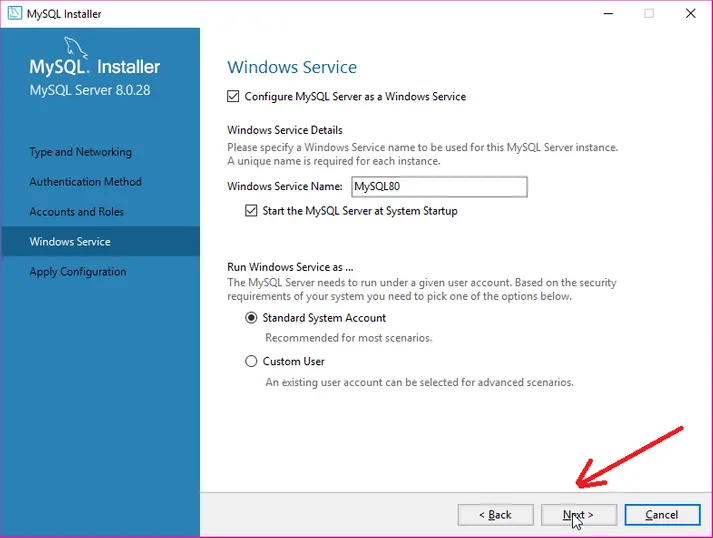 MySQL Installer
MySQL. Installer
MySQL Server 8.0.28
Type and Networking
Authentication Method
Accounts and Roles
Windows Service
Apply Configuration
Windows Service
Configure MySQL Server as a Windows Service
Windows Service Details
Please specify a Windows Service name to be used for this MySQL Server instance.
A unique name is required for each instance.
Windows Service Name: MySQL80
Start the MySQL Server at System Startup
Run Windows Service as ...
The MySQL Server needs to run under a given user account. Based on the security
requirements of your system you need to pick one of the options below.
Standard System Account
Recommended for most scenarios.
Custom User
An existing user account can be selected for advanced scenarios.
< Back Next > Cancel